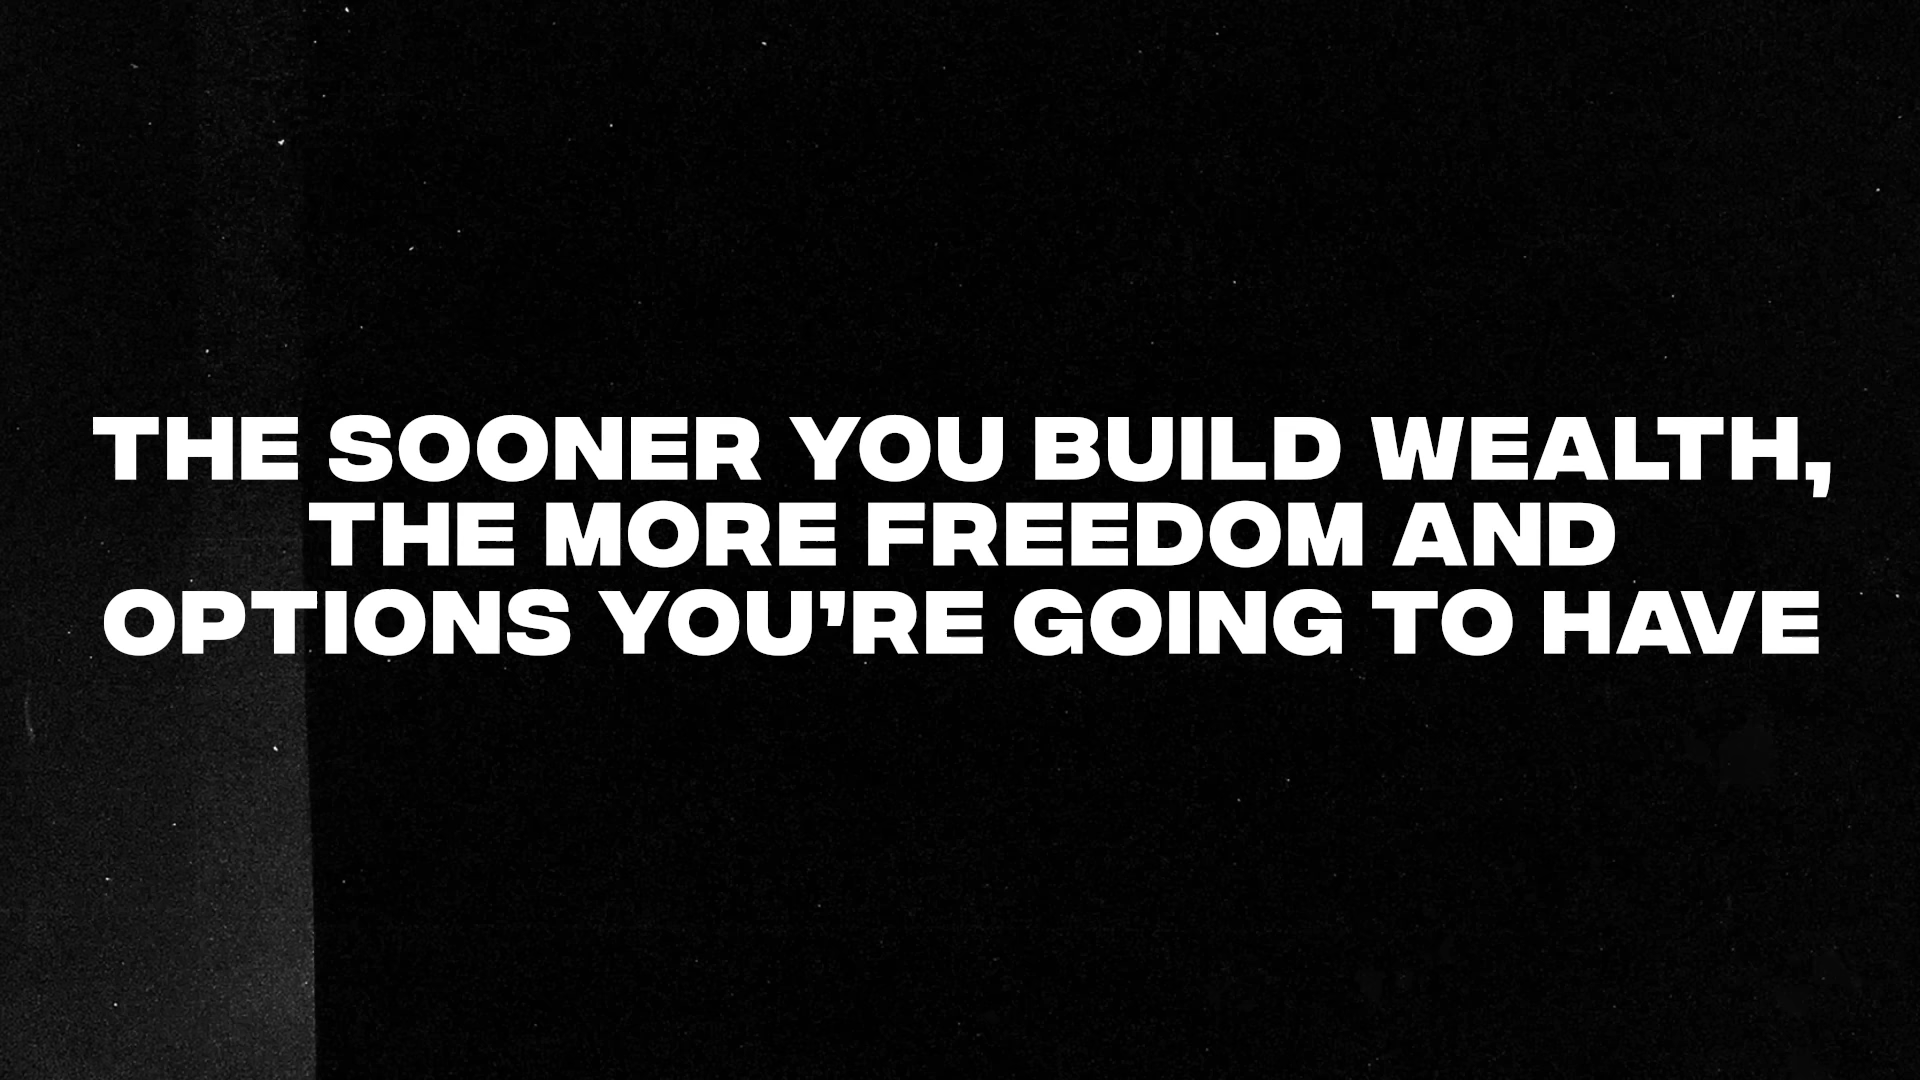 THE SOONER YOU BUILD WEALTH,
THE MORE FREEDOM AND
OPTIONS YOU'RE GOING TO HAVE